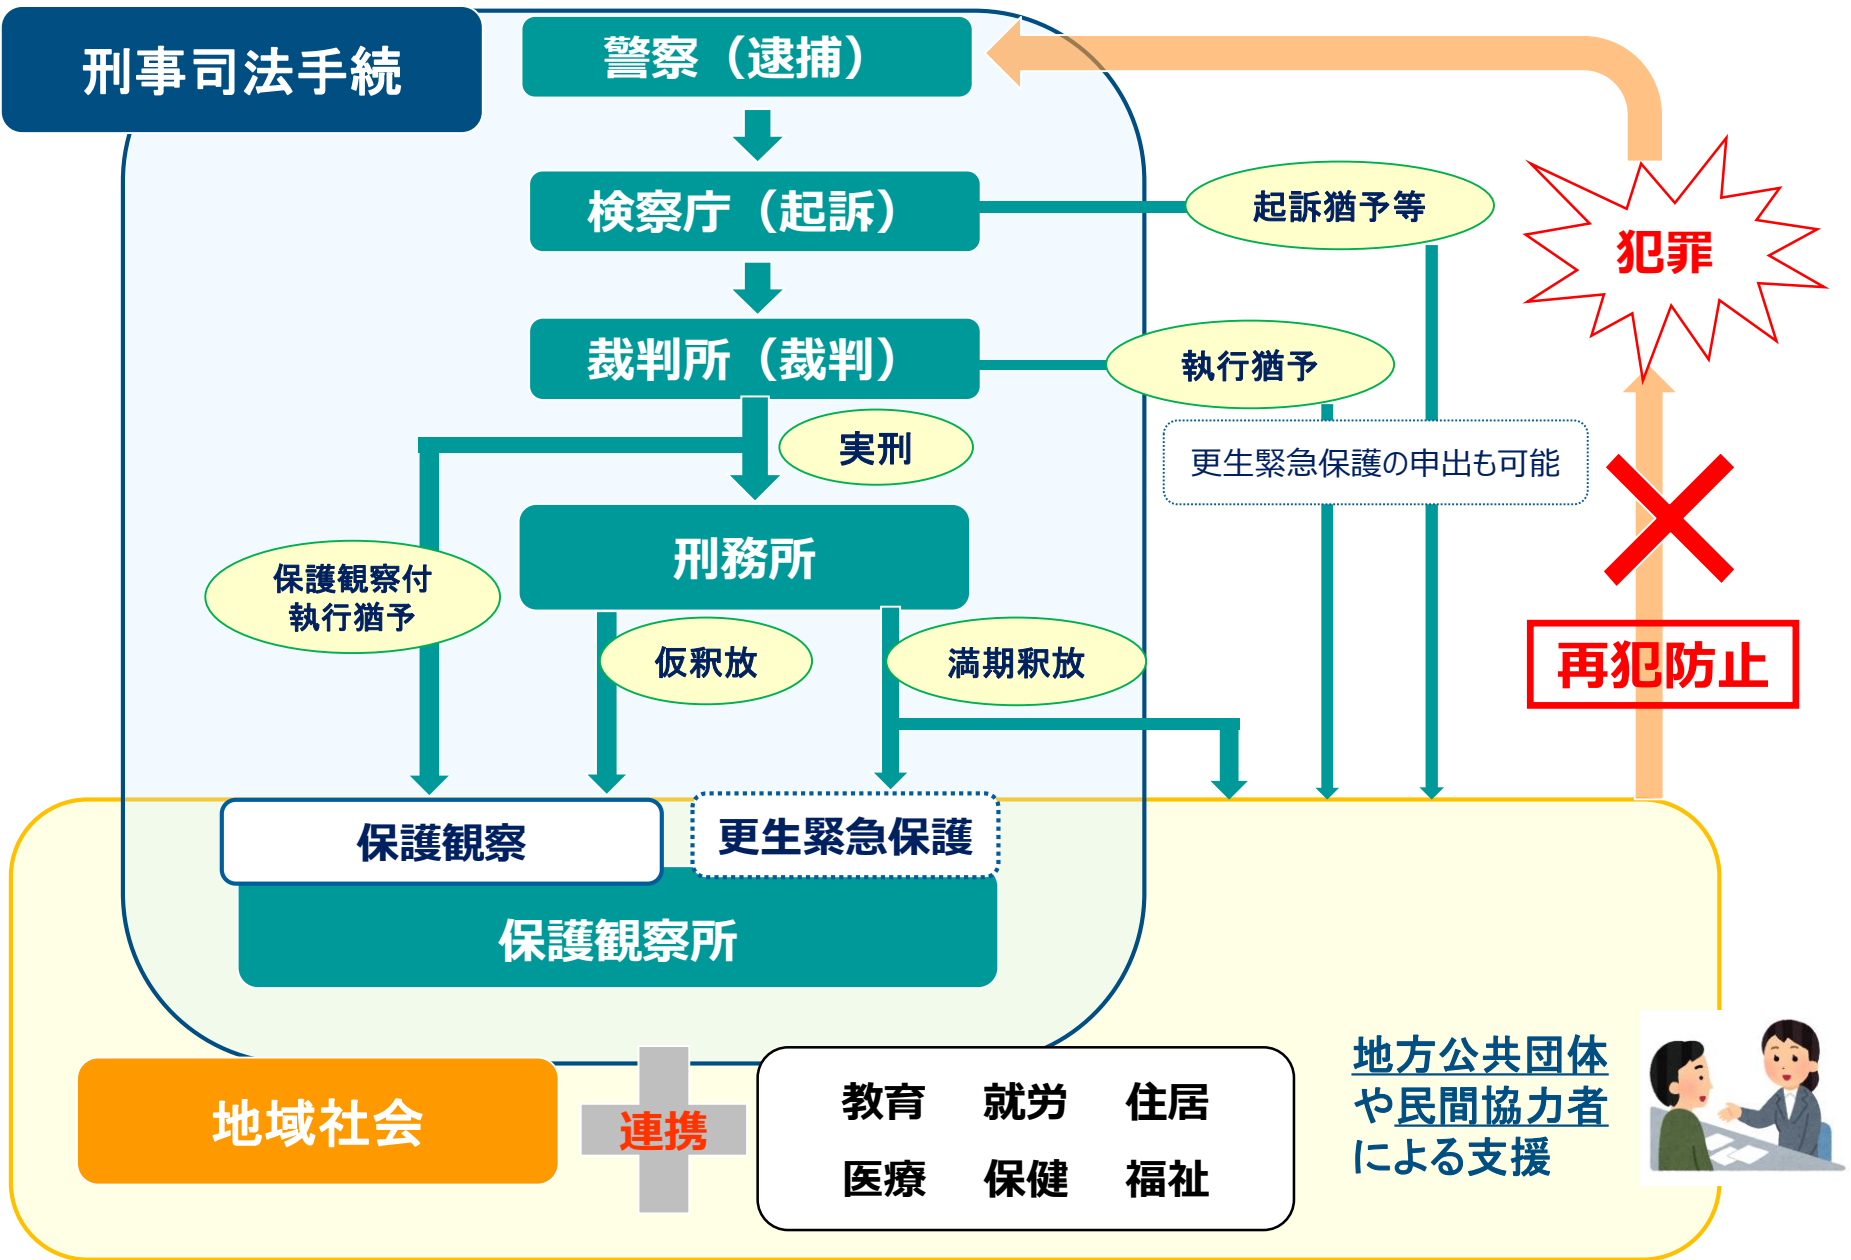 刑事司法手続
警察（逮捕）
検察庁（起訴）
起訴猶予等
犯罪
裁判所（裁判）
執行猶予
実刑
更生緊急保護の申出も可能
刑務所
保護観察付
執行猶予
仮釈放
満期釈放
再犯防止
保護観察
更生緊急保護
保護観察所
地域社会
連携
教育 就労 住居
医療 保健 福祉
地方公共団体
や民間協力者
による支援